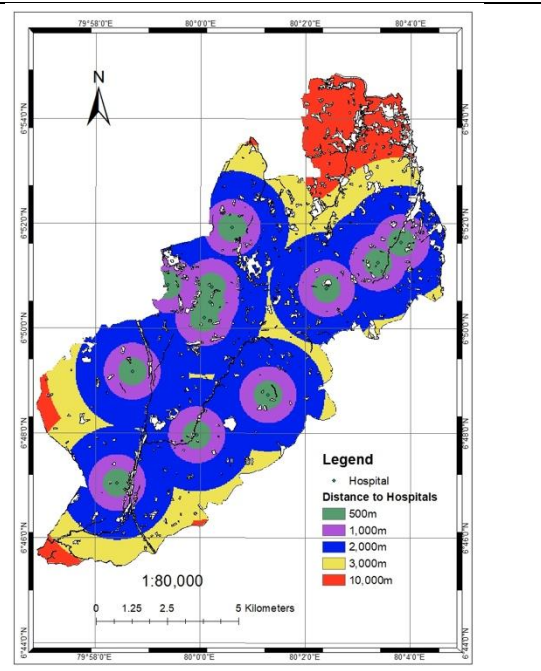 79°58'0"E 80°0'0"E 80°2'0"E 80°4'0"E
N
6°54'0"N 6°54'0"N
6°52'0"N 6°52'0"N
6°50'0"N 6°50'0"N
6°48'0"N 6°48'0"N
6°46'0"N 6°46'0"N
6°44'0"N 6°44'0"N
Legend
Hospital
Distance to Hospitals
500m
1,000m
2,000m
3,000m
10,000m
1:80,000
0 1.25 2.5 5 Kilometers
79°58'0"E 80°0'0"E 80°2'0"E 80°4'0"E